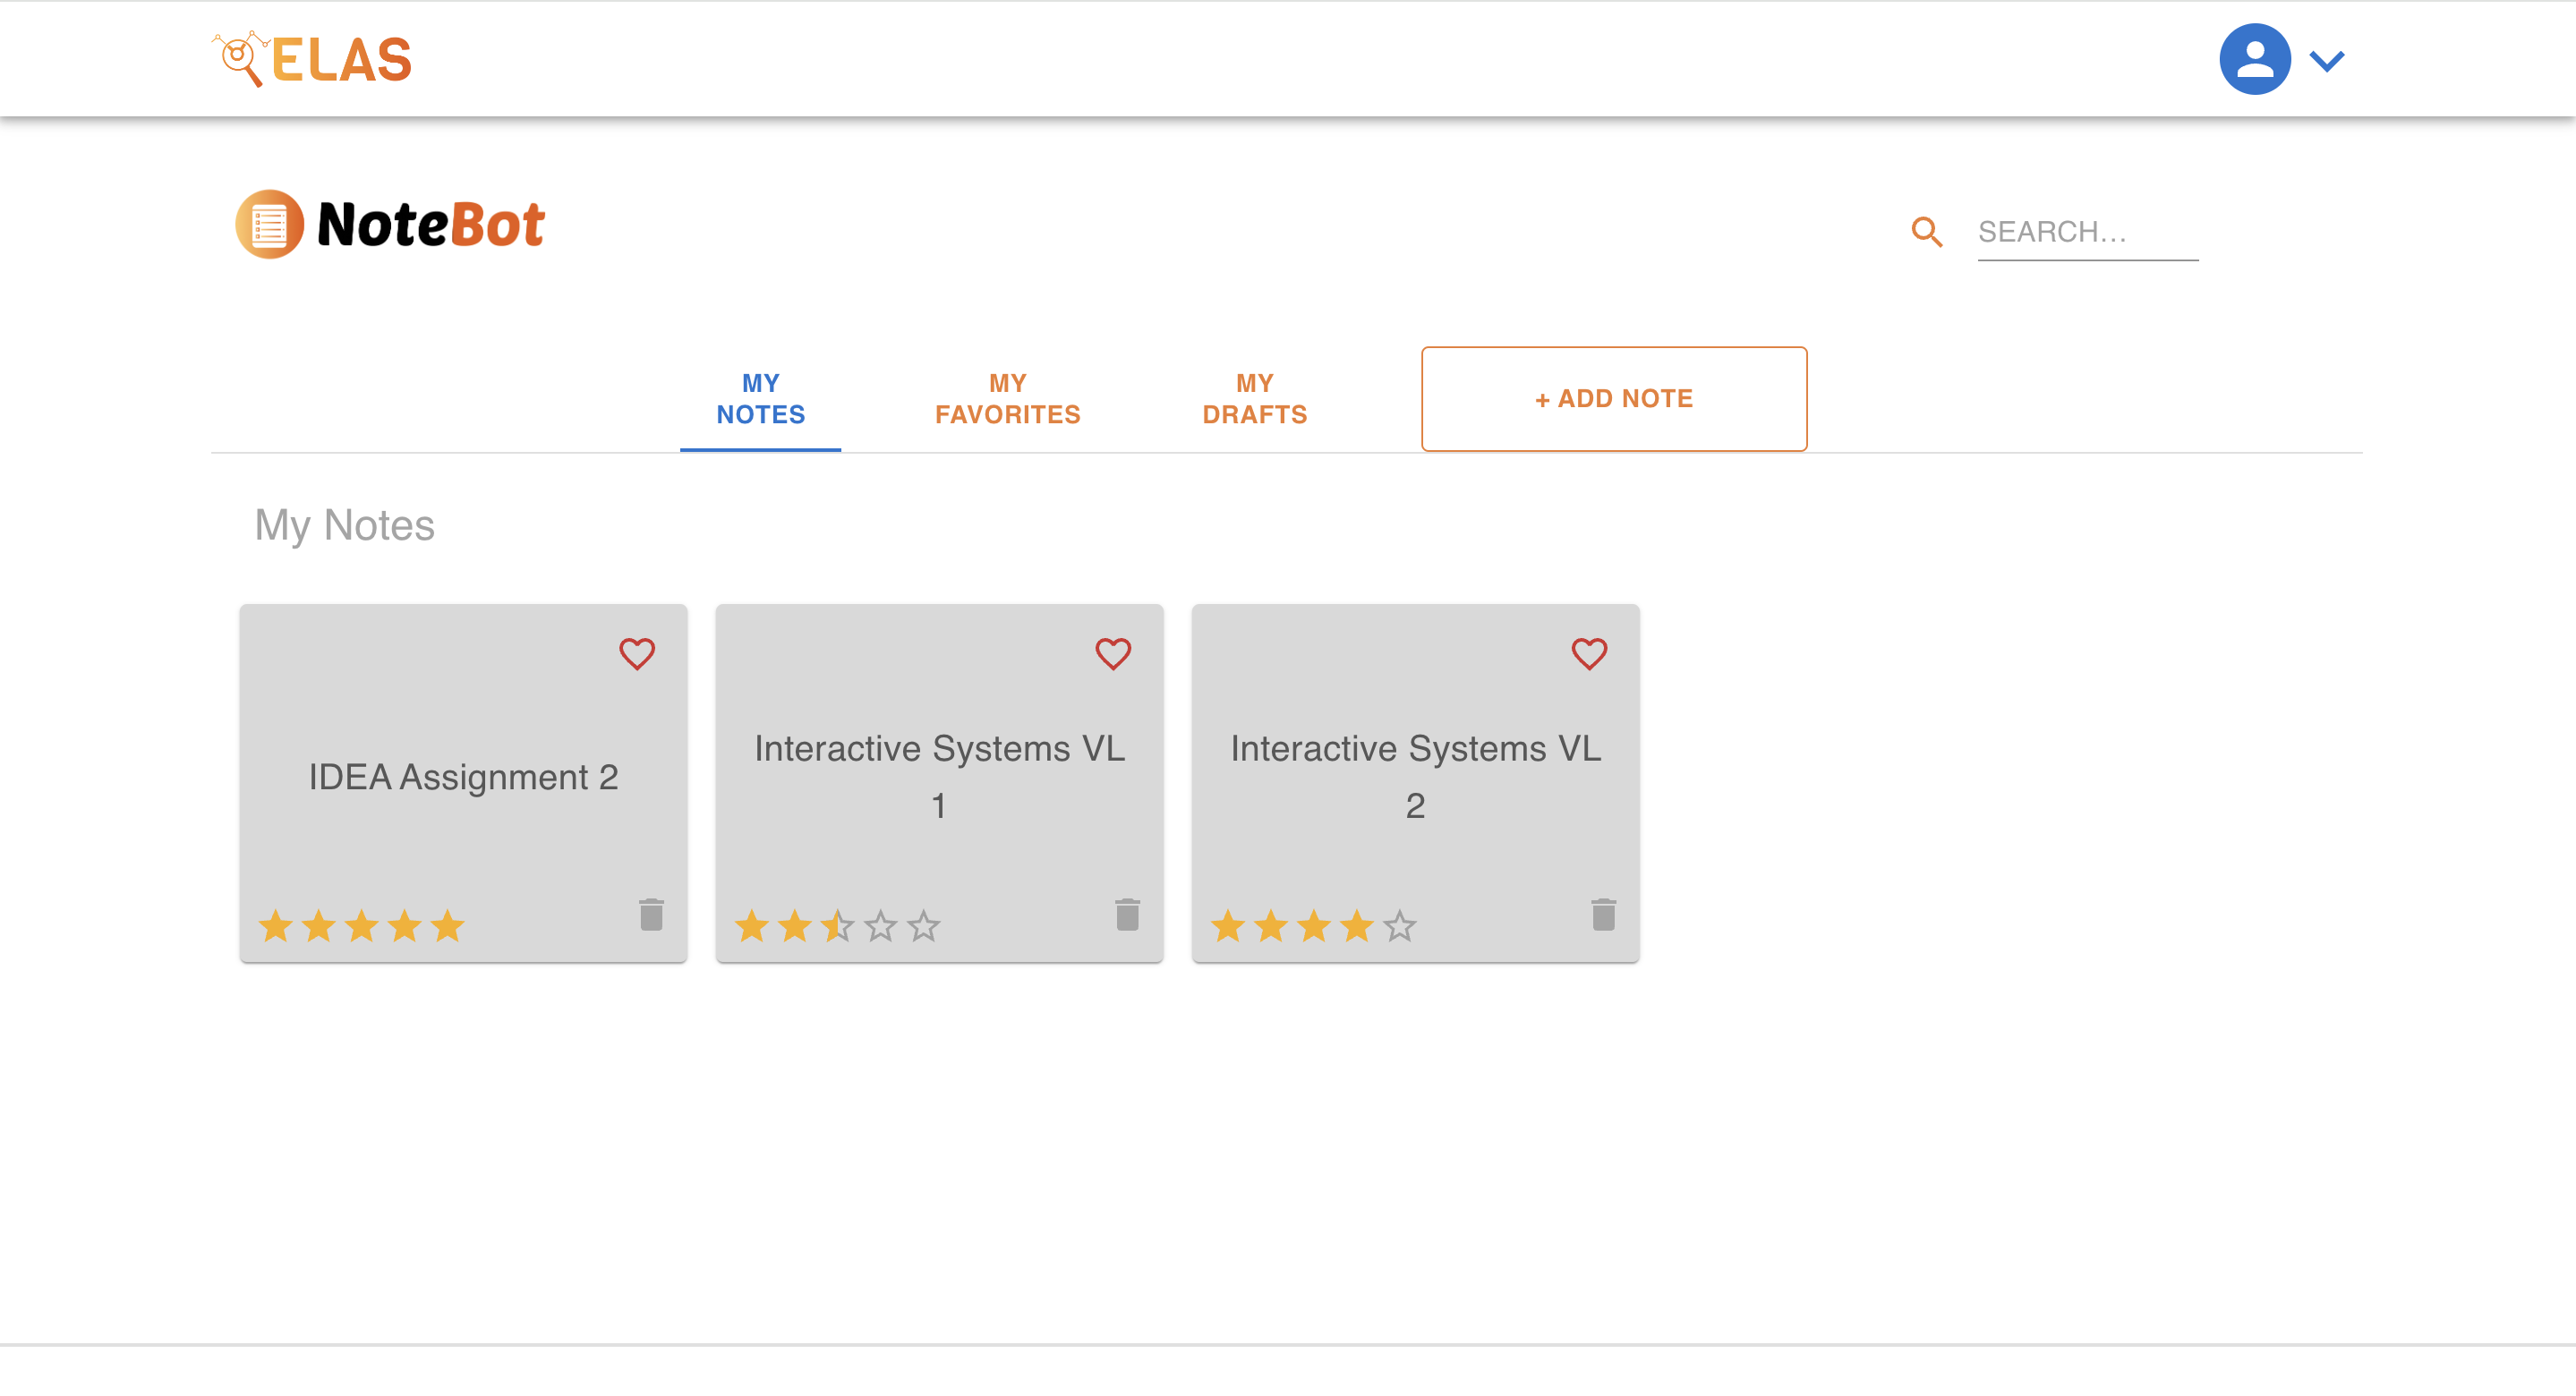 ELAS
NoteBot
SEARCH...
MY
NOTES
MY
FAVORITES
MY
DRAFTS
+ ADD NOTE
My Notes
IDEA Assignment 2
Interactive Systems VL
1
Interactive Systems VL
2